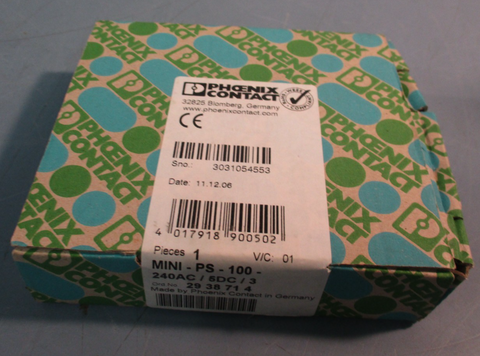 PHOENIX
CONTACT
32825 Blomberg, Germany
www.phoenixcontact.com
CE
Sno.: 3031054553
Date: 11.12.06
4 017918 900502
Pieces 1 V/C: 01
MINI - PS - 100 -
240AC / 5DC / 3
Ord.No. 29 38 71 4
Made by Phoenix Contact in Germany
PHOENIX
CONTACT
PHOENIX
CONTACT
PHOENIX
CONTACT